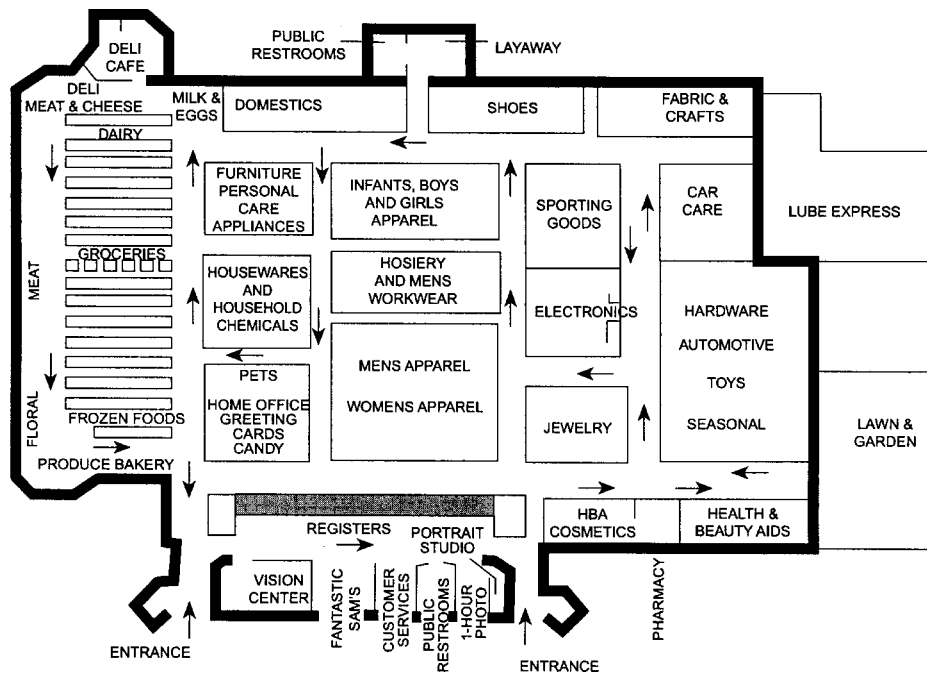 PUBLIC
RESTROOMS
LAYAWAY
DELI
CAFE
DELI
MEAT & CHEESE
MILK &
EGGS
DOMESTICS
SHOES
FABRIC &
CRAFTS
DAIRY
FURNITURE
PERSONAL
CARE
APPLIANCES
INFANTS, BOYS
AND GIRLS
APPAREL
SPORTING
GOODS
CAR
CARE
LUBE EXPRESS
GROCERIES
MEAT
HOUSEWARES
AND
HOUSEHOLD
CHEMICALS
HOSIERY
AND MENS
WORKWEAR
ELECTRONICS
HARDWARE
AUTOMOTIVE
TOYS
SEASONAL
PETS
HOME OFFICE
GREETING
CARDS
CANDY
MENS APPAREL
WOMENS APPAREL
JEWELRY
LAWN &
GARDEN
FLORAL
FROZEN FOODS
PRODUCE BAKERY
REGISTERS
HBA
COSMETICS
HEALTH &
BEAUTY AIDS
PORTRAIT
STUDIO
VISION
CENTER
FANTASTIC
SAM'S
CUSTOMER
SERVICES
PUBLIC
RESTROOMS
1-HOUR
PHOTO
PHARMACY
ENTRANCE
ENTRANCE